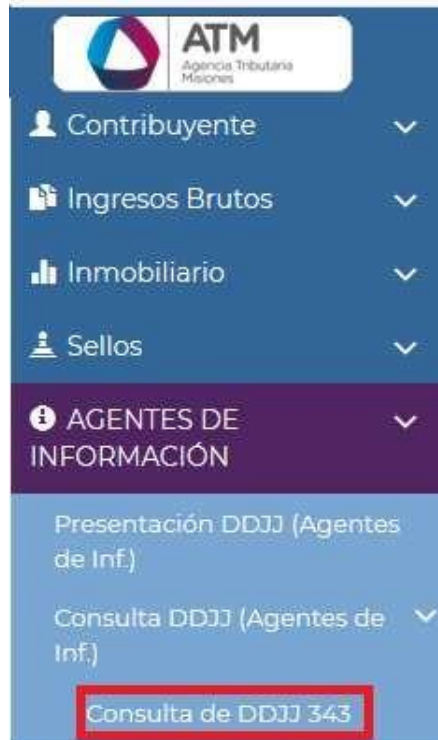 ATM
Agencia Tributaria
Misiones
Contribuyente
Ingresos Brutos
Inmobiliario
Sellos
AGENTES DE
INFORMACIÓN
Presentación DDJJ (Agentes
de Inf.)
Consulta DDJJ (Agentes de
Inf.)
Consulta de DDJJ 343